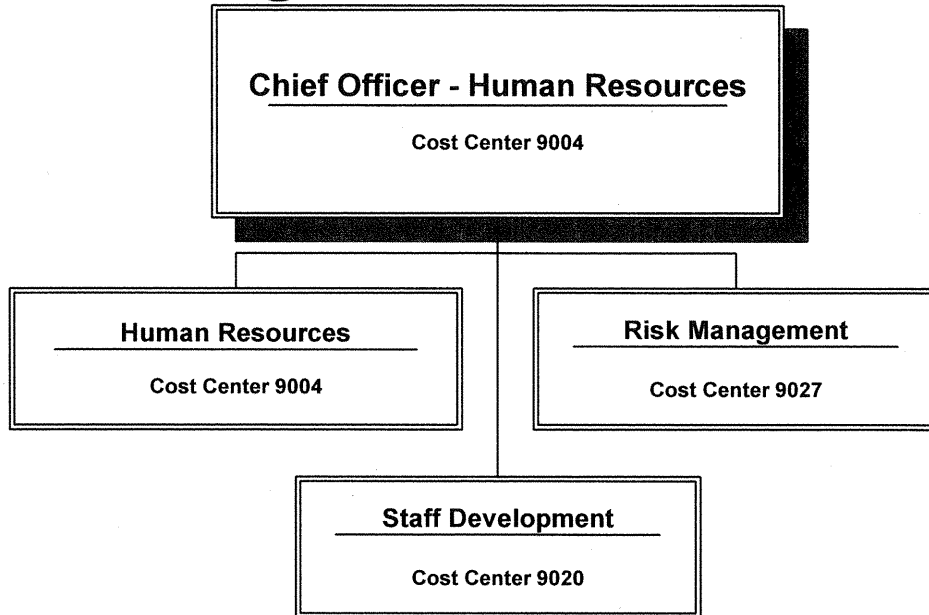 Chief Officer - Human Resources
Cost Center 9004
Human Resources
Cost Center 9004
Risk Management
Cost Center 9027
Staff Development
Cost Center 9020